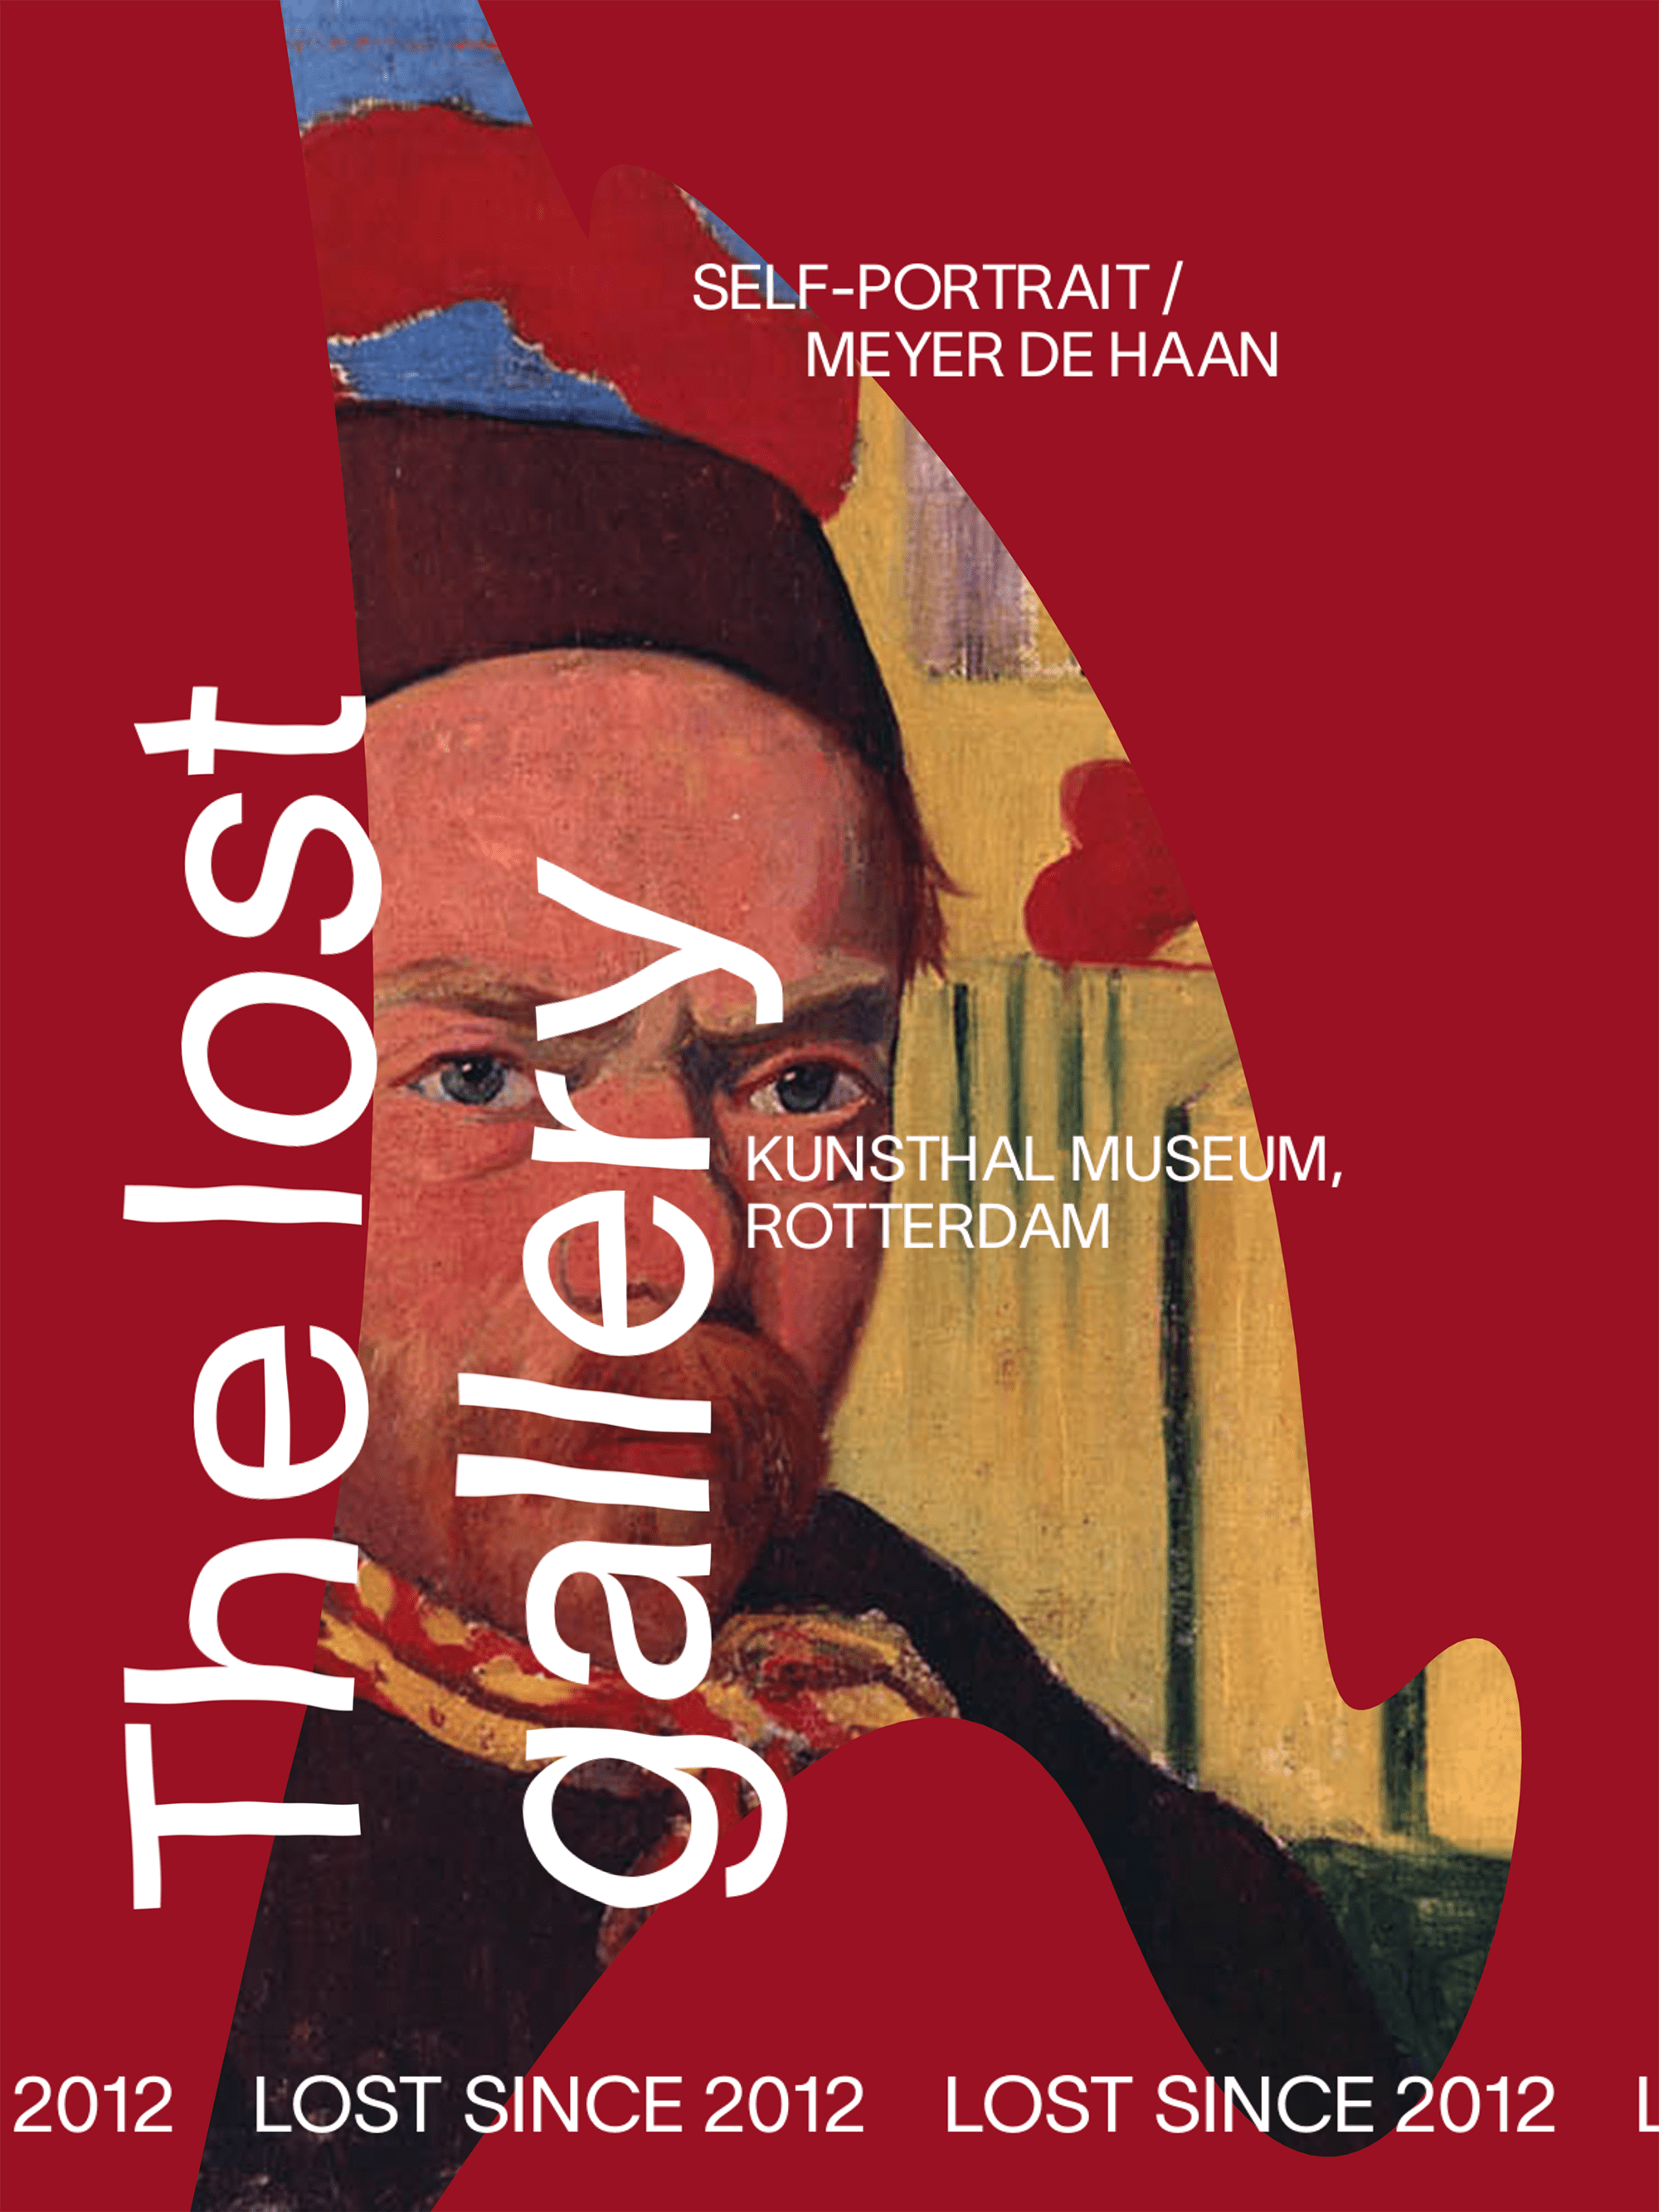 SELF-PORTRAIT /
MEYER DE HAAN
The lost
gallery
KUNSTHAL MUSEUM,
ROTTERDAM
2012 LOST SINCE 2012 LOST SINCE 2012 L